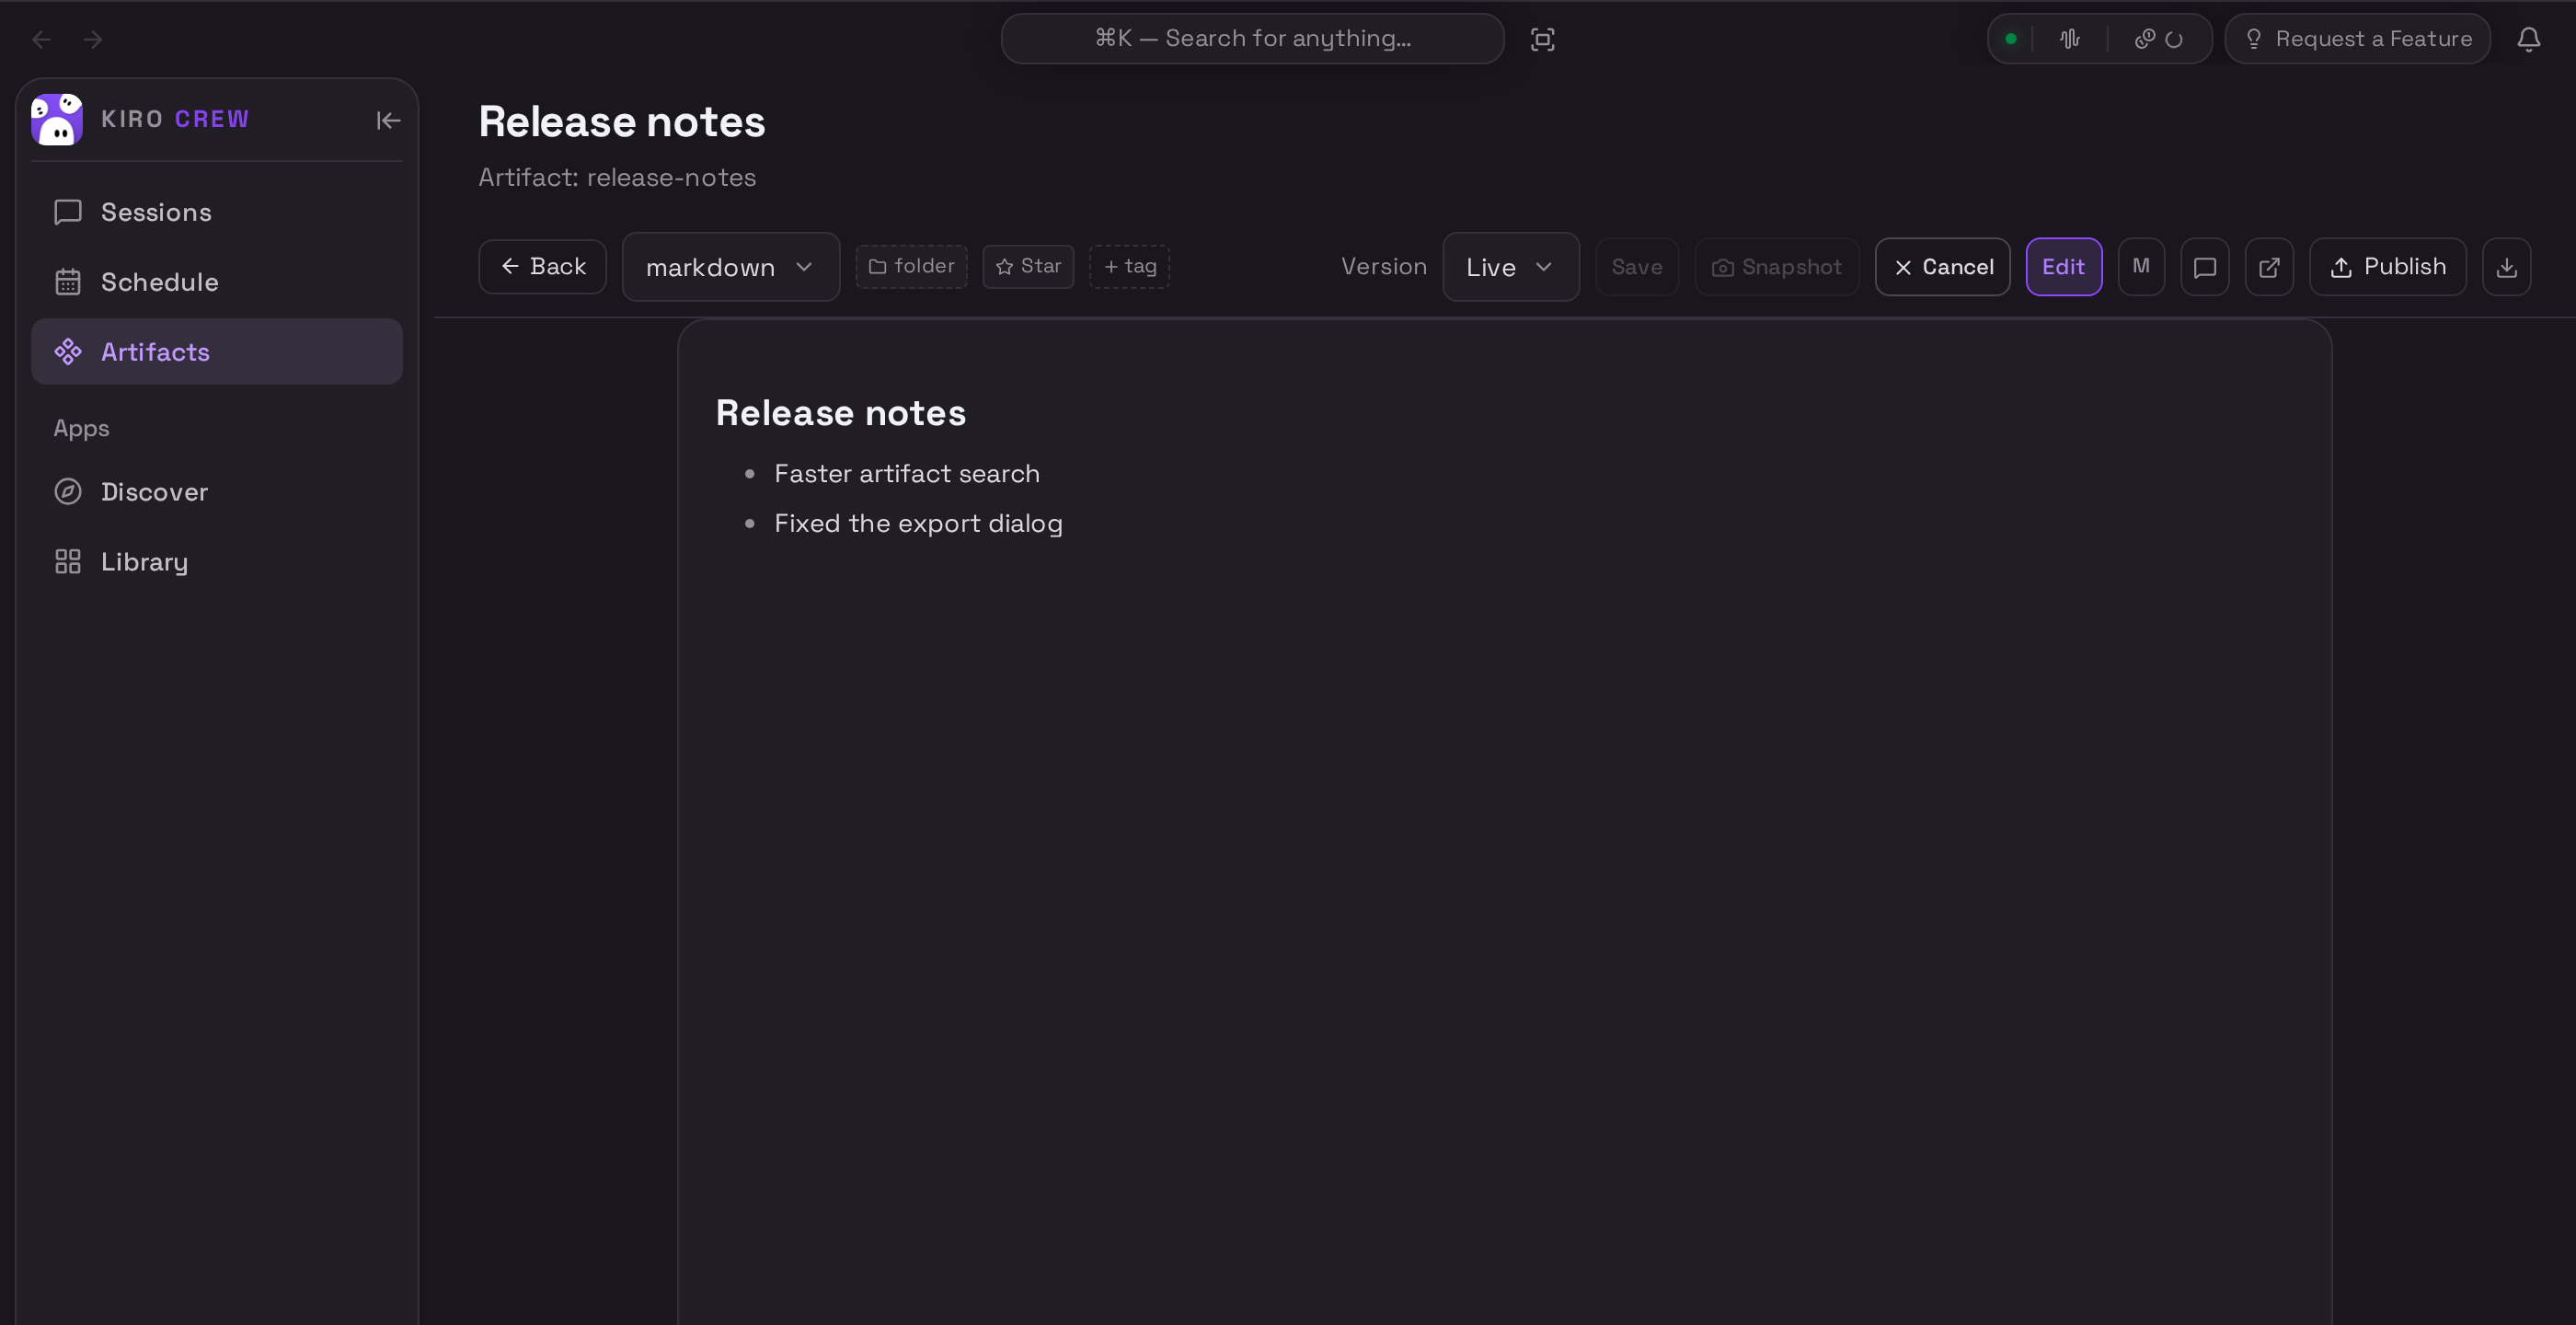 ⌘K — Search for anything...
Request a Feature
KIRO CREW
Sessions
Schedule
Artifacts
Apps
Discover
Library
Release notes
Artifact: release-notes
← Back
markdown
folder
Star
+ tag
Version
Live
Save
Snapshot
Cancel
Edit
M
Publish
Release notes
• Faster artifact search
• Fixed the export dialog